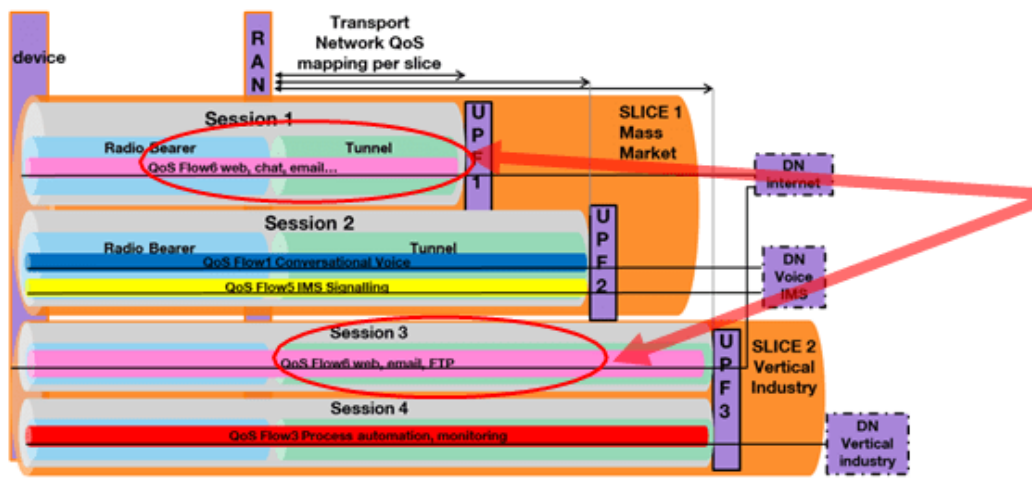 device
R
A
N
Transport
Network QoS
mapping per slice
Session 1
Radio Bearer
Tunnel
QoS Flow6 web, chat, email...
U
P
F
1
SLICE 1
Mass
Market
DN
internet
Session 2
Radio Bearer
Tunnel
QoS Flow1 Conversational Voice
QoS Flow5 IMS Signalling
U
P
F
2
DN
Voice
IMS
Session 3
QoS Flow6 web, email, FTP
U
P
F
3
SLICE 2
Vertical
Industry
Session 4
QoS Flow3 Process automation, monitoring
DN
Vertical
industry